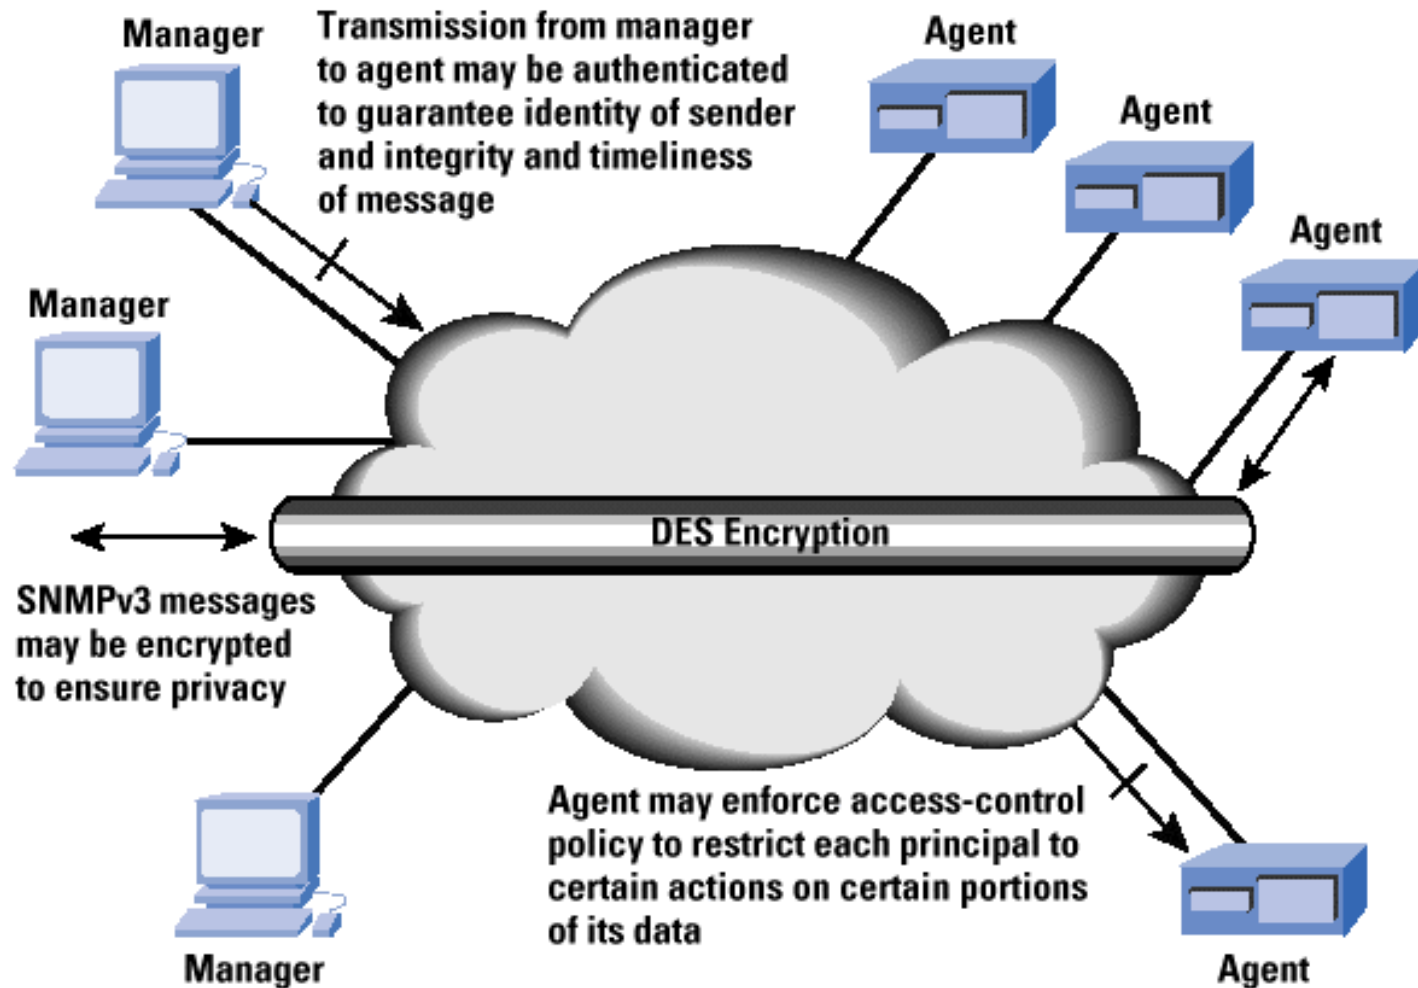 Manager
Transmission from manager
to agent may be authenticated
to guarantee identity of sender
and integrity and timeliness
of message
Agent
Agent
Agent
Manager
DES Encryption
SNMPv3 messages
may be encrypted
to ensure privacy
Agent may enforce access-control
policy to restrict each principal to
certain actions on certain portions
of its data
Manager
Agent